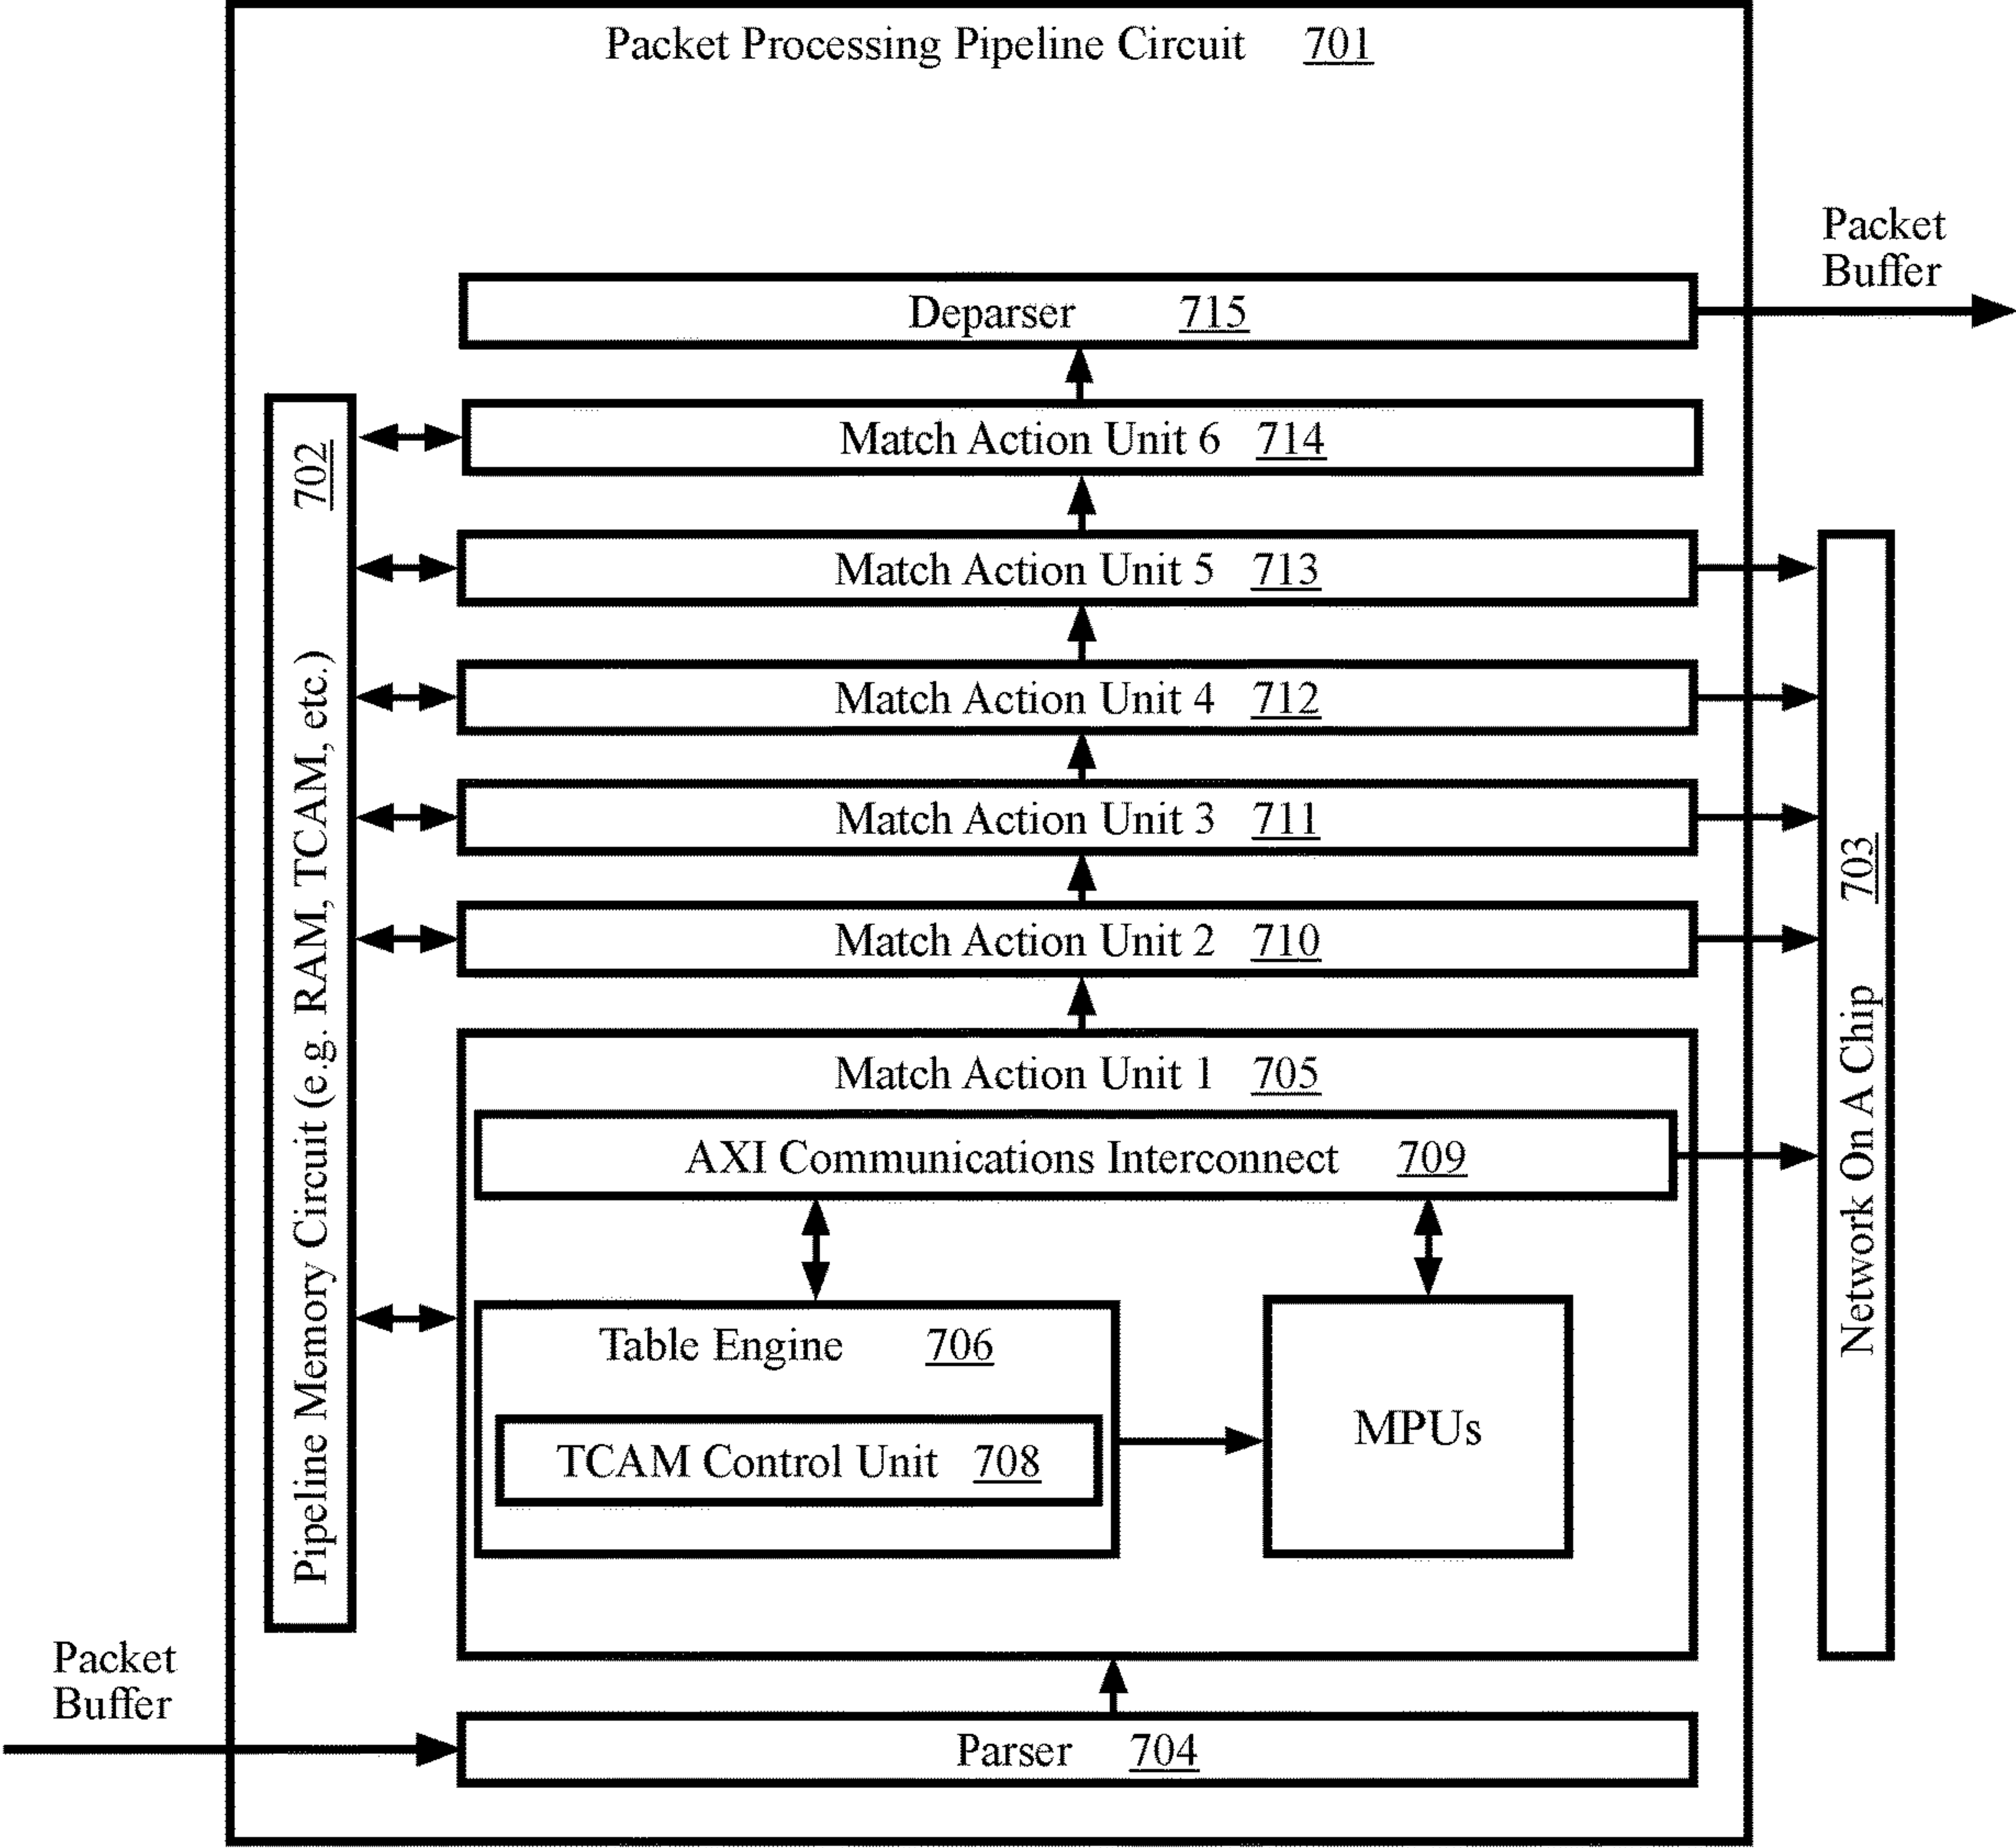 Packet Processing Pipeline Circuit 701
Packet
Buffer
Deparser 715
Match Action Unit 6 714
Match Action Unit 5 713
Match Action Unit 4 712
Match Action Unit 3 711
Match Action Unit 2 710
Match Action Unit 1 705
AXI Communications Interconnect 709
Table Engine 706
TCAM Control Unit 708
MPUs
Pipeline Memory Circuit (e.g. RAM, TCAM, etc.) 702
Network On A Chip 703
Packet
Buffer
Parser 704